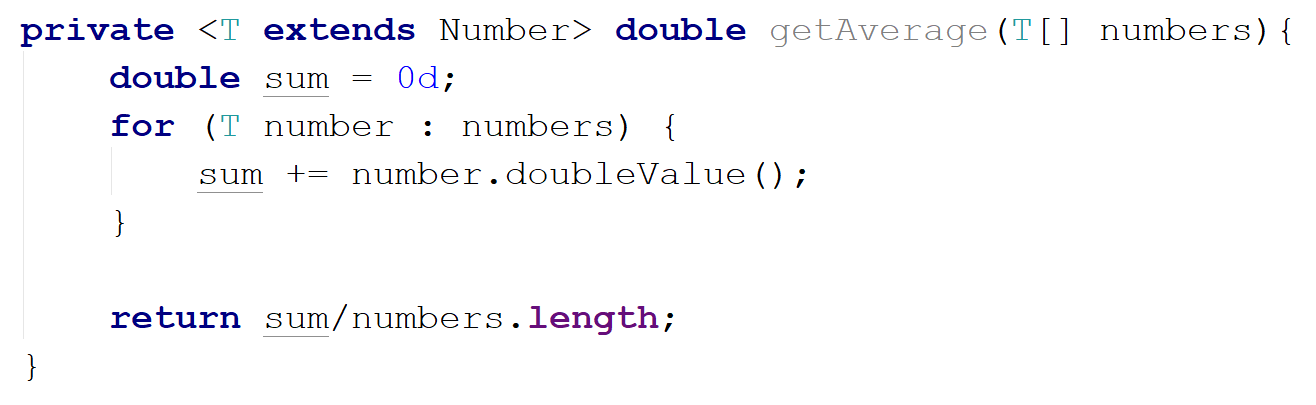 private <T extends Number> double getAverage(T[] numbers){
    double sum = 0d;
    for (T number : numbers) {
        sum += number.doubleValue();
    }

    return sum/numbers.length;
}